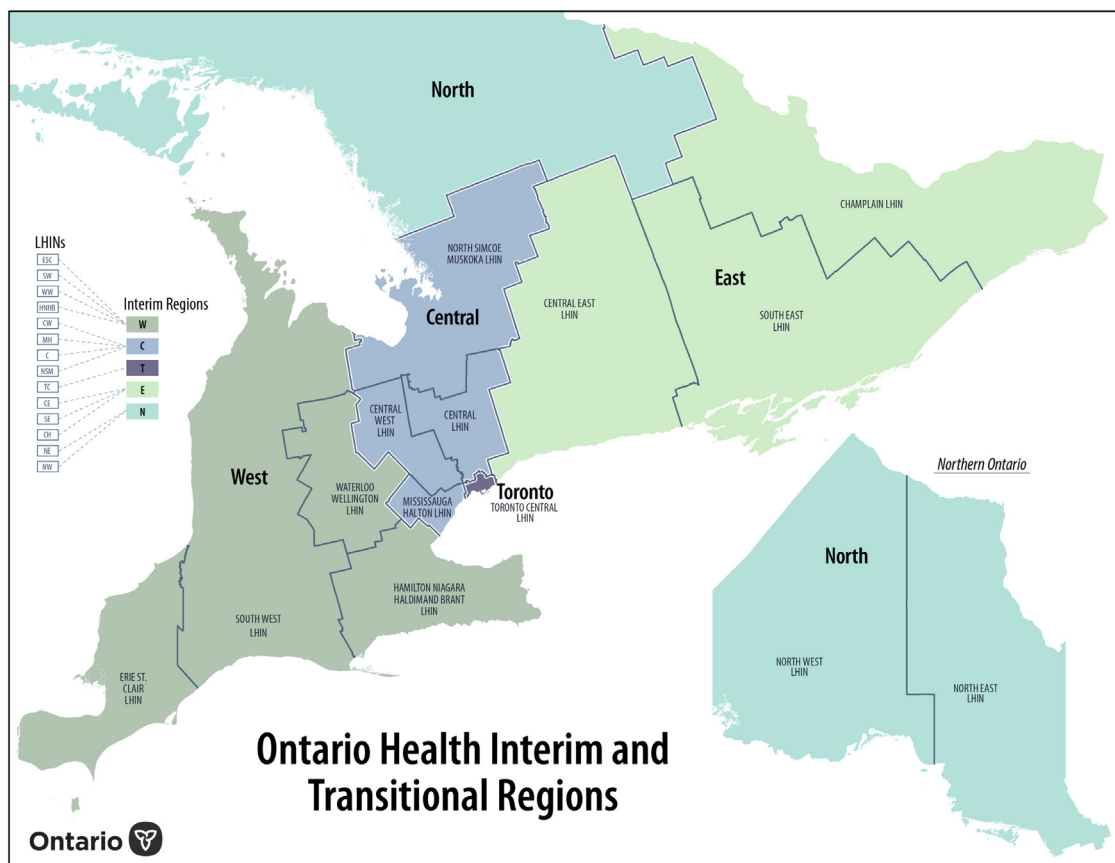 North
CHAMPLAIN LHIN
NORTH SIMCOE
MUSKOKA LHIN
LHINs
ESC
SW
WW
HNHB
CW
MH
C
NSM
TC
CE
SE
CH
NE
NW
Interim Regions
W
C
T
E
N
East
Central
CENTRAL EAST
LHIN
SOUTH EAST
LHIN
CENTRAL
WEST
LHIN
CENTRAL
LHIN
West
WATERLOO
WELLINGTON
LHIN
MISSISSAUGA
HALTON LHIN
Toronto
TORONTO CENTRAL
LHIN
Northern Ontario
North
HAMILTON NIAGARA
HALDIMAND BRANT
LHIN
SOUTH WEST
LHIN
ERIE ST.
CLAIR
LHIN
NORTH WEST
LHIN
NORTH EAST
LHIN
Ontario Health Interim and
Transitional Regions
Ontario